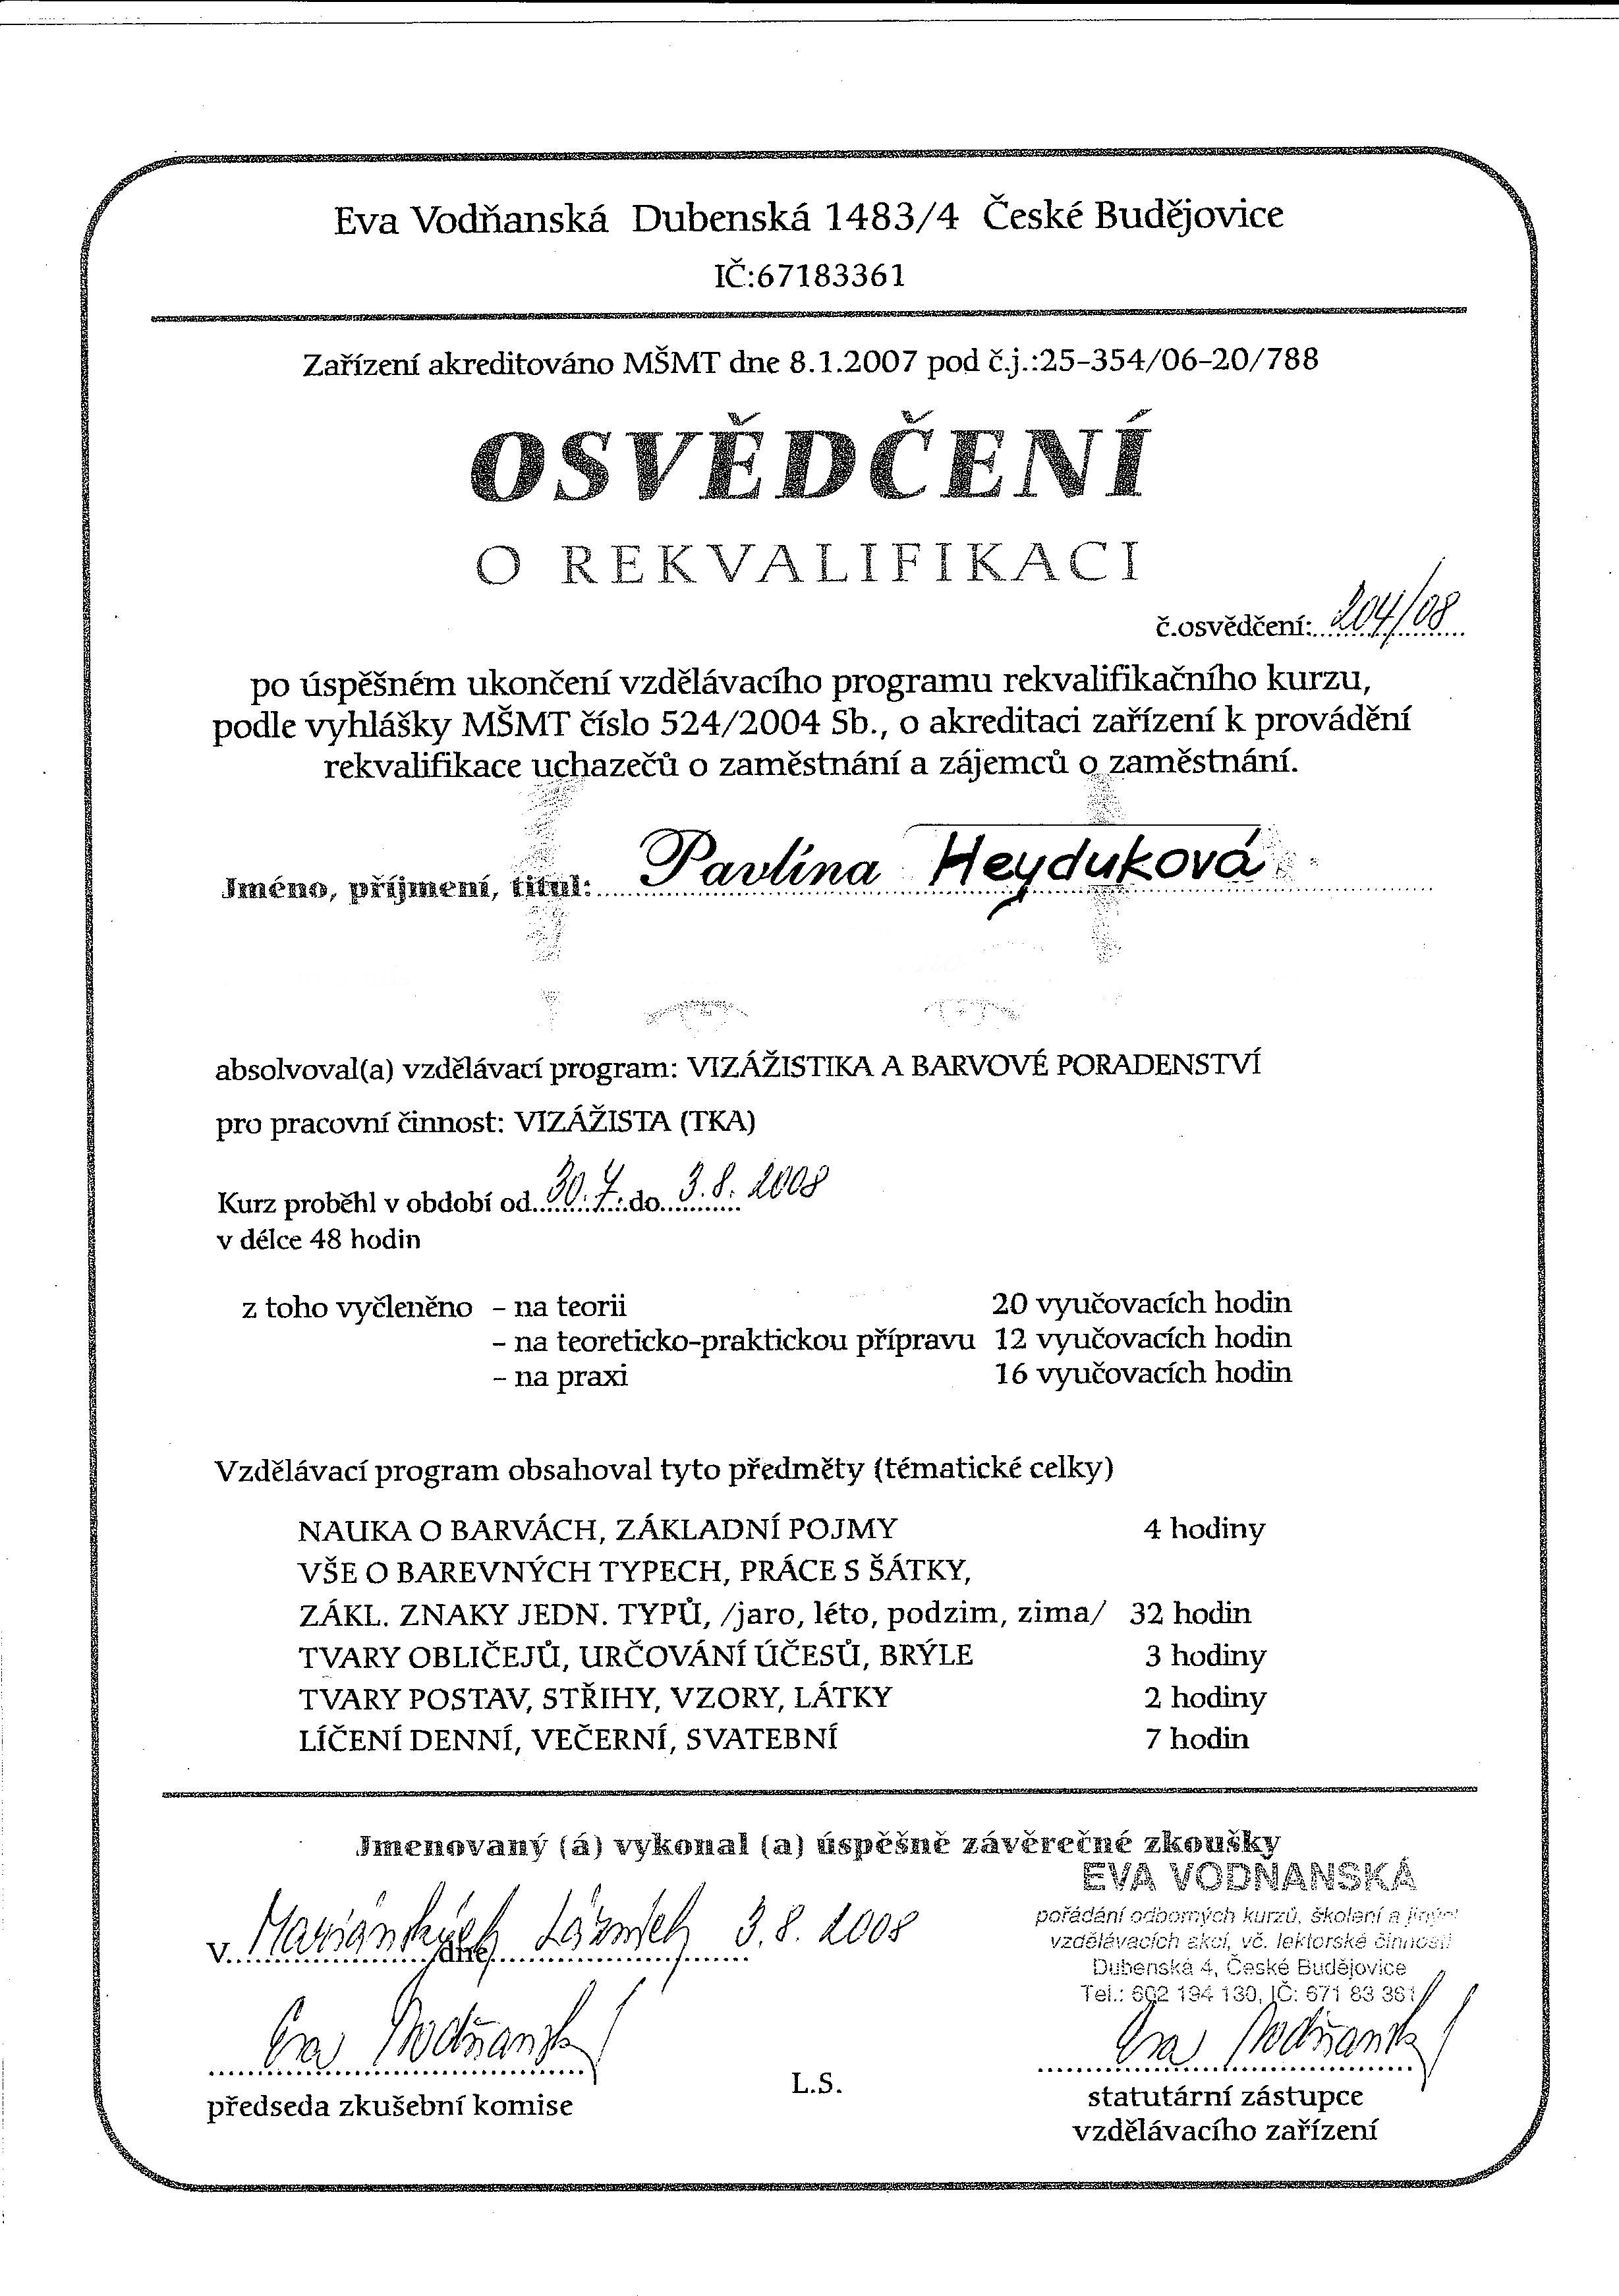 Eva Vodňanská Dubenská 1483/4 České Budějovice
IČ:67183361
Zařízení akreditováno MŠMT dne 8.1.2007 pod č.j.:25-354/06-20/788
OSVĚDČENÍ
O REKVALIFIKACI
č.osvědčení: 204/08
po úspěšném ukončení vzdělávacího programu rekvalifikačního kurzu,
podle vyhlášky MŠMT číslo 524/2004 Sb., o akreditaci zařízení k provádění
rekvalifikace uchazečů o zaměstnání a zájemců o zaměstnání.
Jméno, příjmení, titul: Pavlína Heyduková
absolvoval(a) vzdělávací program: VIZÁŽISTIKA A BARVOVÉ PORADENSTVÍ
pro pracovní činnost: VIZÁŽISTA (TKA)
Kurz proběhl v období od 30. 7. do 3. 8. 2008
v délce 48 hodin
z toho vyčleněno - na teorii 20 vyučovacích hodin
- na teoreticko-praktickou přípravu 12 vyučovacích hodin
- na praxi 16 vyučovacích hodin
Vzdělávací program obsahoval tyto předměty (tématické celky)
NAUKA O BARVÁCH, ZÁKLADNÍ POJMY 4 hodiny
VŠE O BAREVNÝCH TYPECH, PRÁCE S ŠÁTKY,
ZÁKL. ZNAKY JEDN. TYPŮ, /jaro, léto, podzim, zima/ 32 hodin
TVARY OBLIČEJŮ, URČOVÁNÍ ÚČESŮ, BRÝLE 3 hodiny
TVARY POSTAV, STŘIHY, VZORY, LÁTKY 2 hodiny
LÍČENÍ DENNÍ, VEČERNÍ, SVATEBNÍ 7 hodin
Jmenovaný (á) vykonal (a) úspěšně závěrečné zkoušky
EVA VODŇANSKÁ
pořádání odborných kurzů, školení a jiných
vzdělávacích akcí, vč. lektorské činnosti
Dubenská 4, České Budějovice
Tel.: 602 194 130, IČ: 671 83 361
V Mariánských Lázních dne 3. 8. 2008
Eva Vodňanská
předseda zkušební komise
L.S.
Eva Vodňanská
statutární zástupce
vzdělávacího zařízení